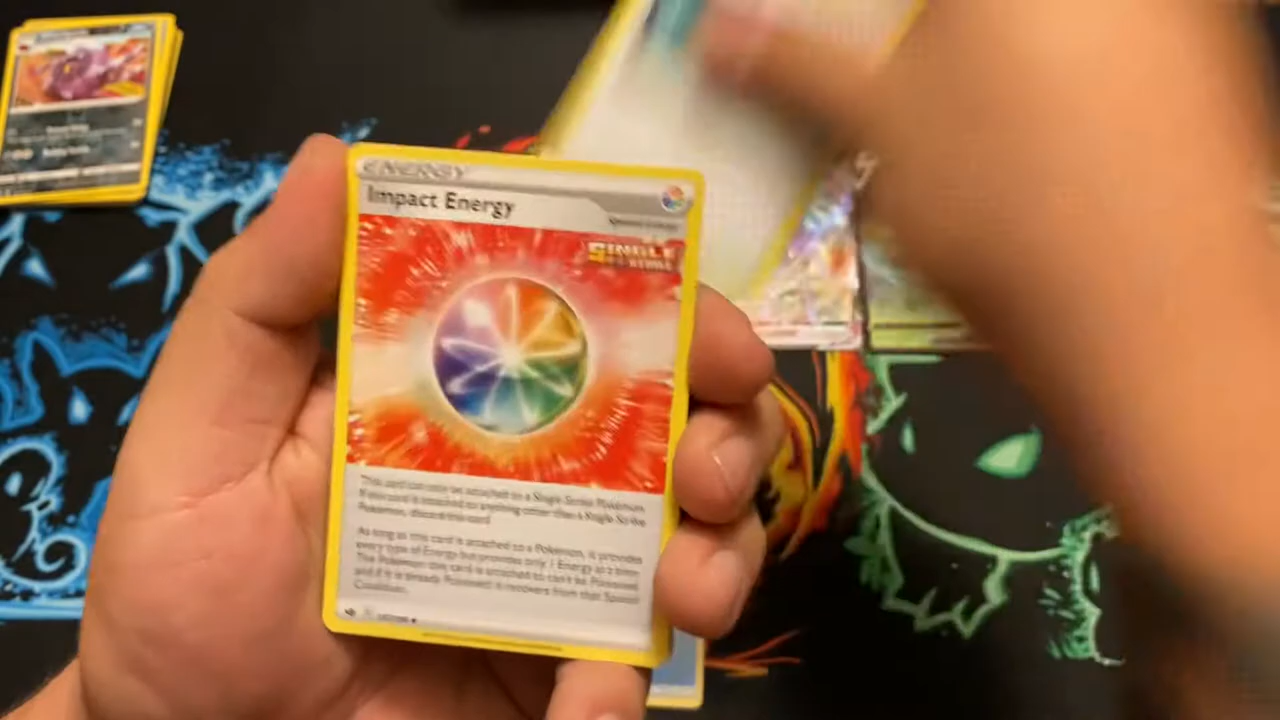 ENERGY
Impact Energy
Special Energy
SINGLE
STRIKE
This card can only be attached to a Single Strike Pokémon.
If this card is attached to anything other than a Single Strike
Pokémon, discard this card.
As long as this card is attached to a Pokémon, it provides
every type of Energy but provides only 1 Energy at a time.
The Pokémon this card is attached to can't be Poisoned,
and if it is already Poisoned, it recovers from that Special
Condition.